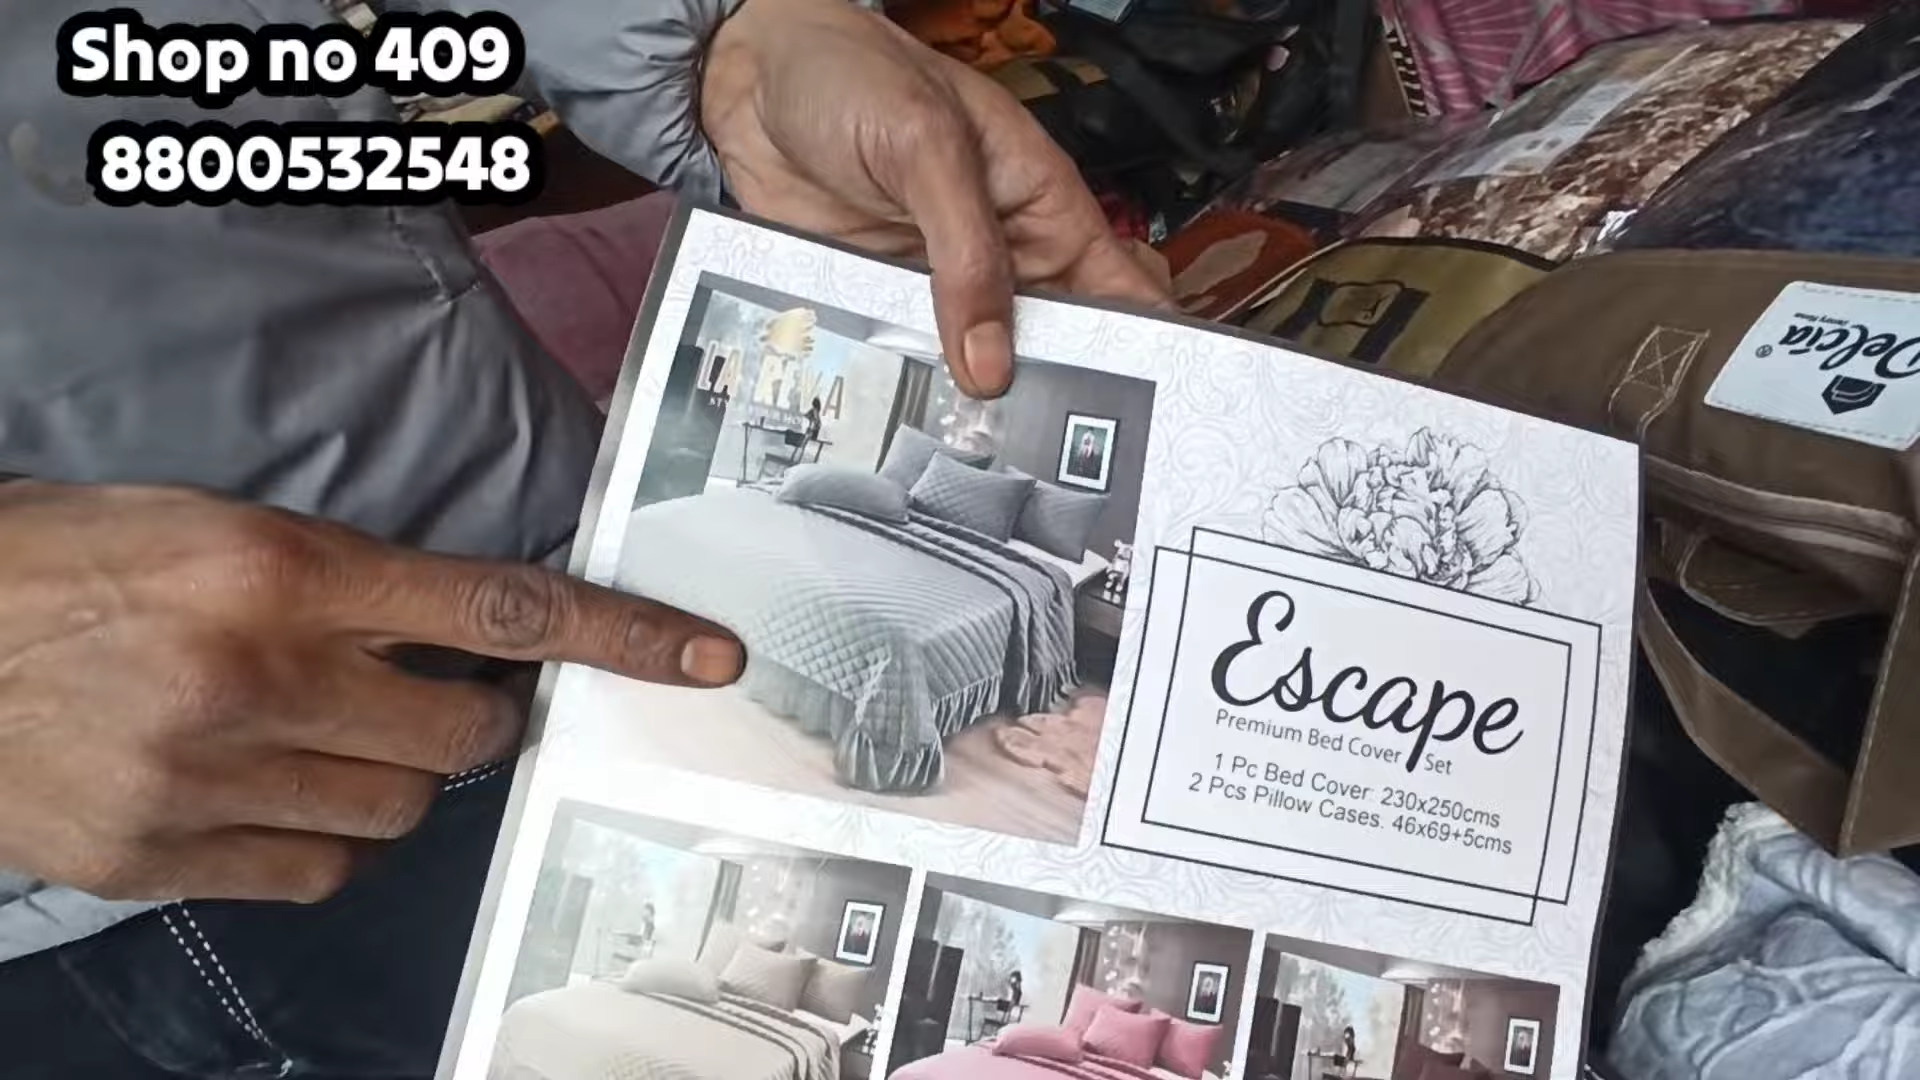 Shop no 409
8800532548
LA REVA
Escape
Premium Bed Cover Set
1 Pc Bed Cover: 230x250cms
2 Pcs Pillow Cases. 46x69+5cms
Delcia®